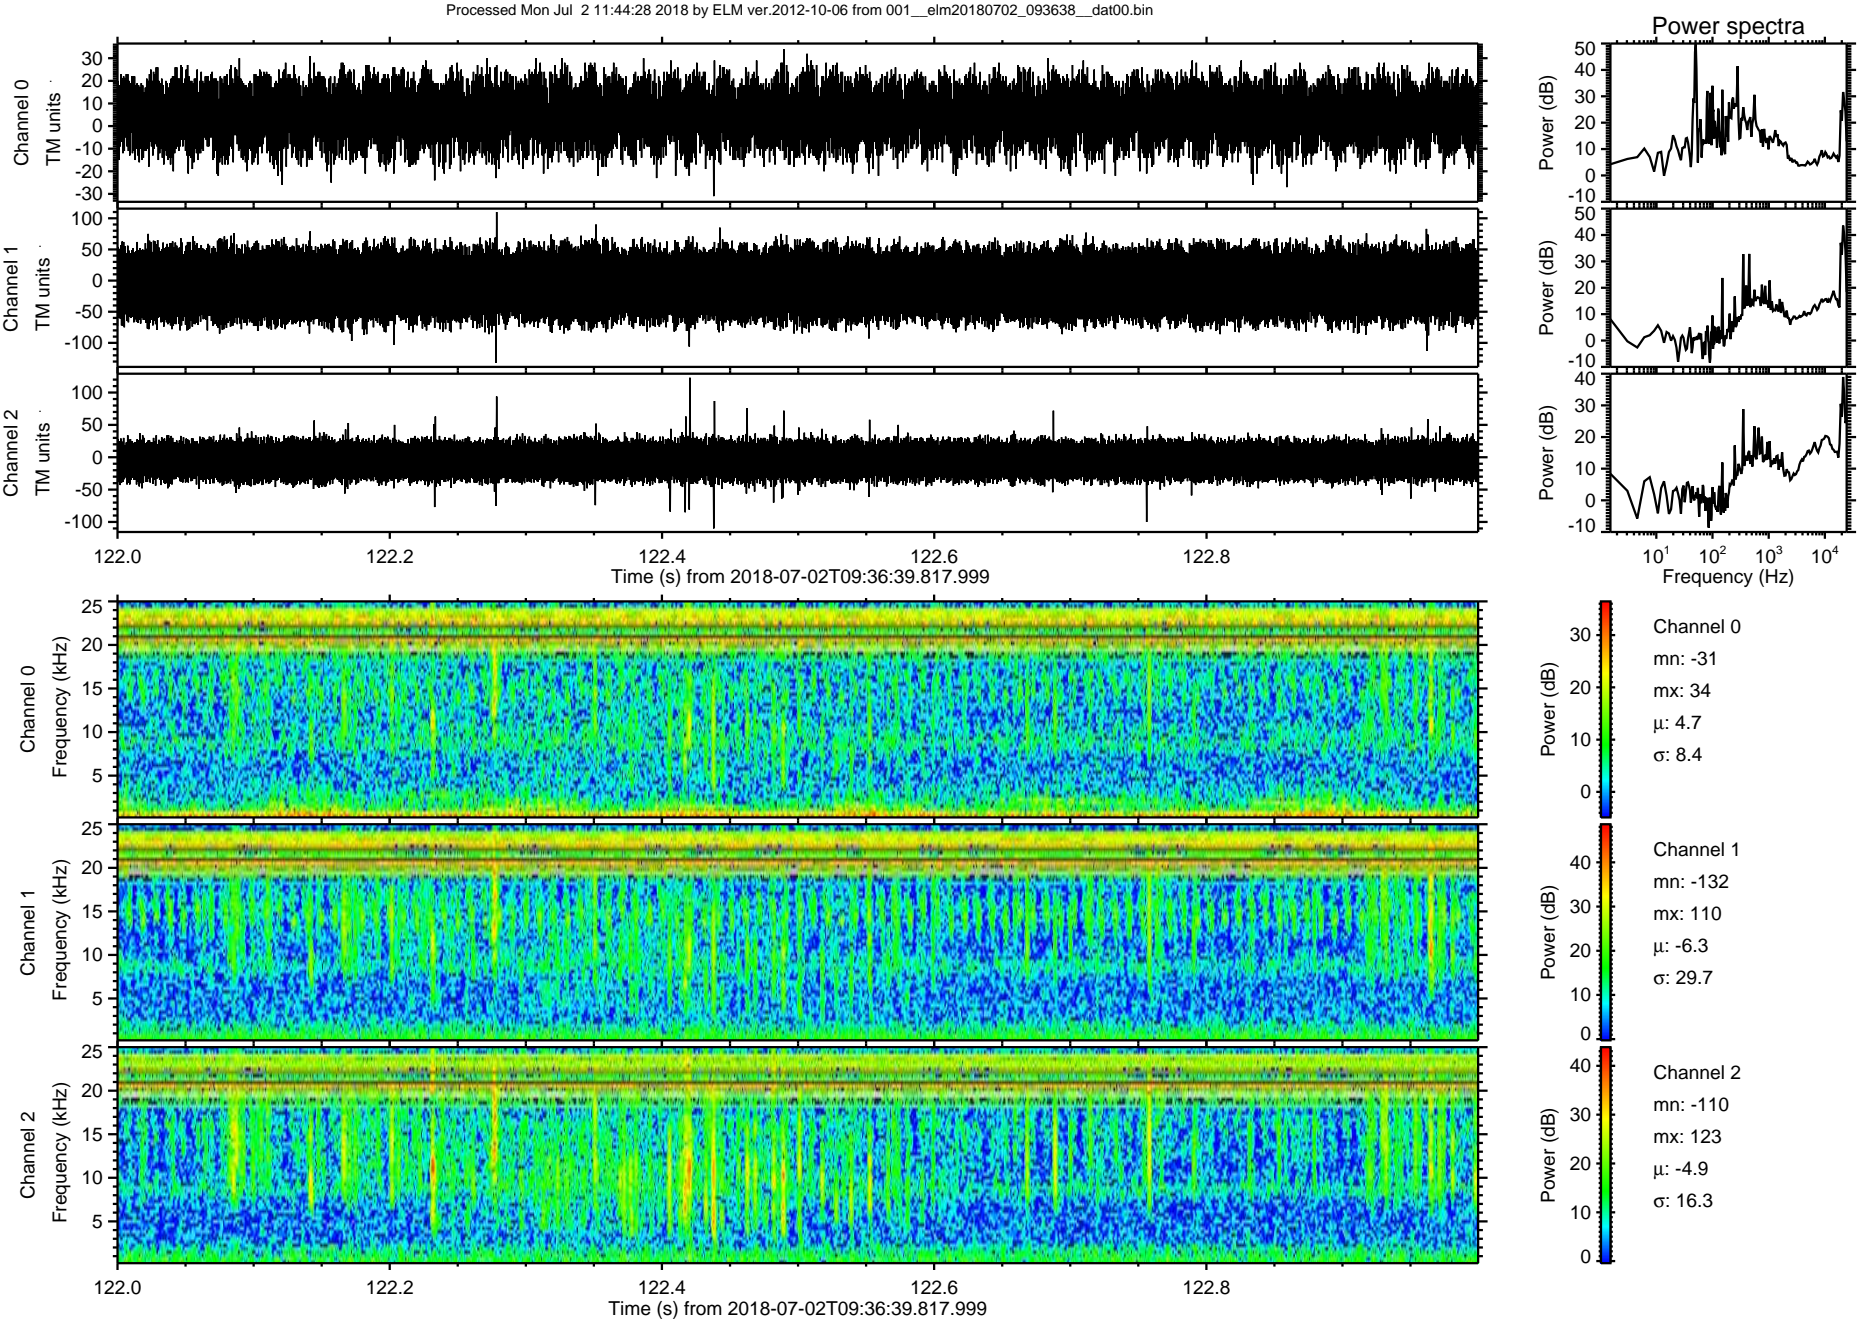 Processed Mon Jul  2 11:44:28 2018 by ELM ver.2012-10-06 from 001__elm20180702_093638__dat00.bin
Power spectra
Channel 0
TM units
30
20
10
0
-10
-20
-30
Power (dB)
50
40
30
20
10
0
-10
Channel 1
TM units
100
50
0
-50
-100
Power (dB)
50
40
30
20
10
0
-10
Channel 2
TM units
100
50
0
-50
-100
Power (dB)
40
30
20
10
0
-10
122.0 122.2 122.4 122.6 122.8
Time (s) from 2018-07-02T09:36:39.817.999
10^1 10^2 10^3 10^4
Frequency (Hz)
Channel 0
Frequency (kHz)
25
20
15
10
5
Power (dB)
30
20
10
0
Channel 0
mn: -31
mx: 34
μ: 4.7
σ: 8.4
Channel 1
Frequency (kHz)
25
20
15
10
5
Power (dB)
40
30
20
10
0
Channel 1
mn: -132
mx: 110
μ: -6.3
σ: 29.7
Channel 2
Frequency (kHz)
25
20
15
10
5
Power (dB)
40
30
20
10
0
Channel 2
mn: -110
mx: 123
μ: -4.9
σ: 16.3
122.0 122.2 122.4 122.6 122.8
Time (s) from 2018-07-02T09:36:39.817.999